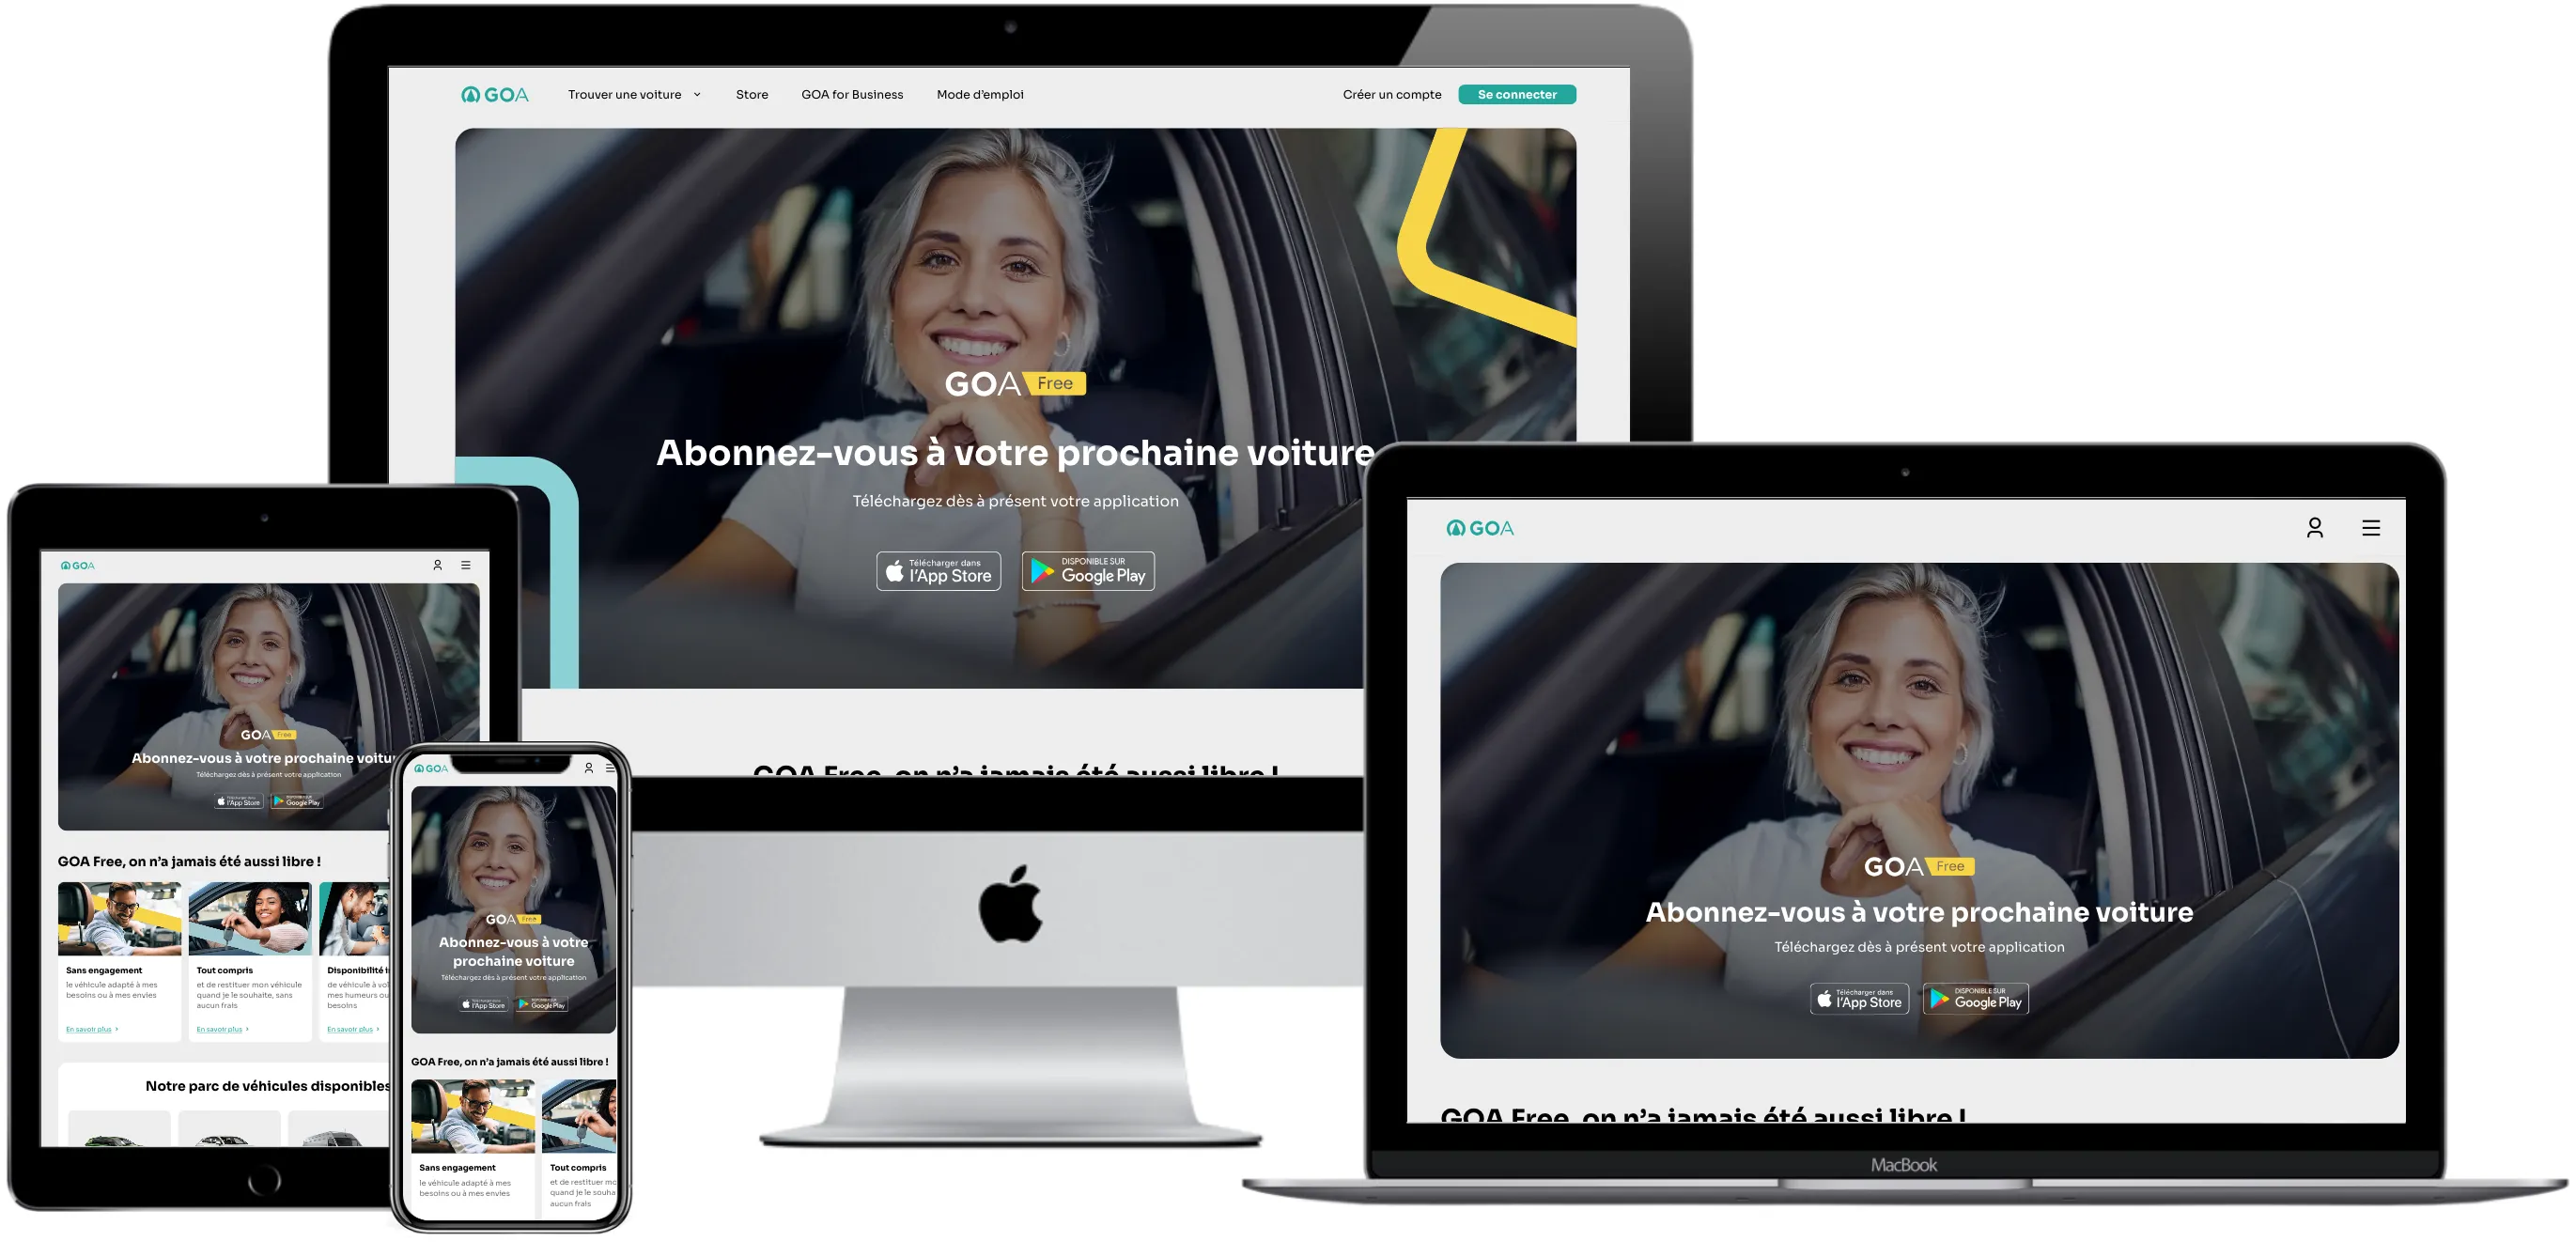 GOA
Trouver une voiture
Store
GOA for Business
Mode d'emploi
Créer un compte
Se connecter
GOA Free
Abonnez-vous à votre prochaine voiture
Téléchargez dès à présent votre application
Télécharger dans
l'App Store
DISPONIBLE SUR
Google Play
GOA Free, on n'a jamais été aussi libre !
GOA
GOA Free
Abonnez-vous à votre prochaine voiture
Téléchargez dès à présent votre application
Télécharger dans
l'App Store
DISPONIBLE SUR
Google Play
GOA Free, on n'a jamais été aussi libre !
MacBook
GOA
GOA Free
Abonnez-vous à votre prochaine voitur
Téléchargez dès à présent votre application
l'App Store
Google Play
GOA Free, on n'a jamais été aussi libre !
Sans engagement
le véhicule adapté à mes
besoins ou à mes envies
En savoir plus
Tout compris
et de restituer mon véhicule
quand je le souhaite, sans
aucun frais
En savoir plus
Disponibilité i
de véhicule à vol
mes humeurs ou
besoins
En savoir plus
Notre parc de véhicules disponibles
GOA
GOA Free
Abonnez-vous à votre
prochaine voiture
Téléchargez dès à présent votre application
l'App Store
Google Play
GOA Free, on n'a jamais été aussi libre !
Sans engagement
le véhicule adapté à mes
besoins ou à mes envies
Tout compris
et de restituer mo
quand je le souha
aucun frais